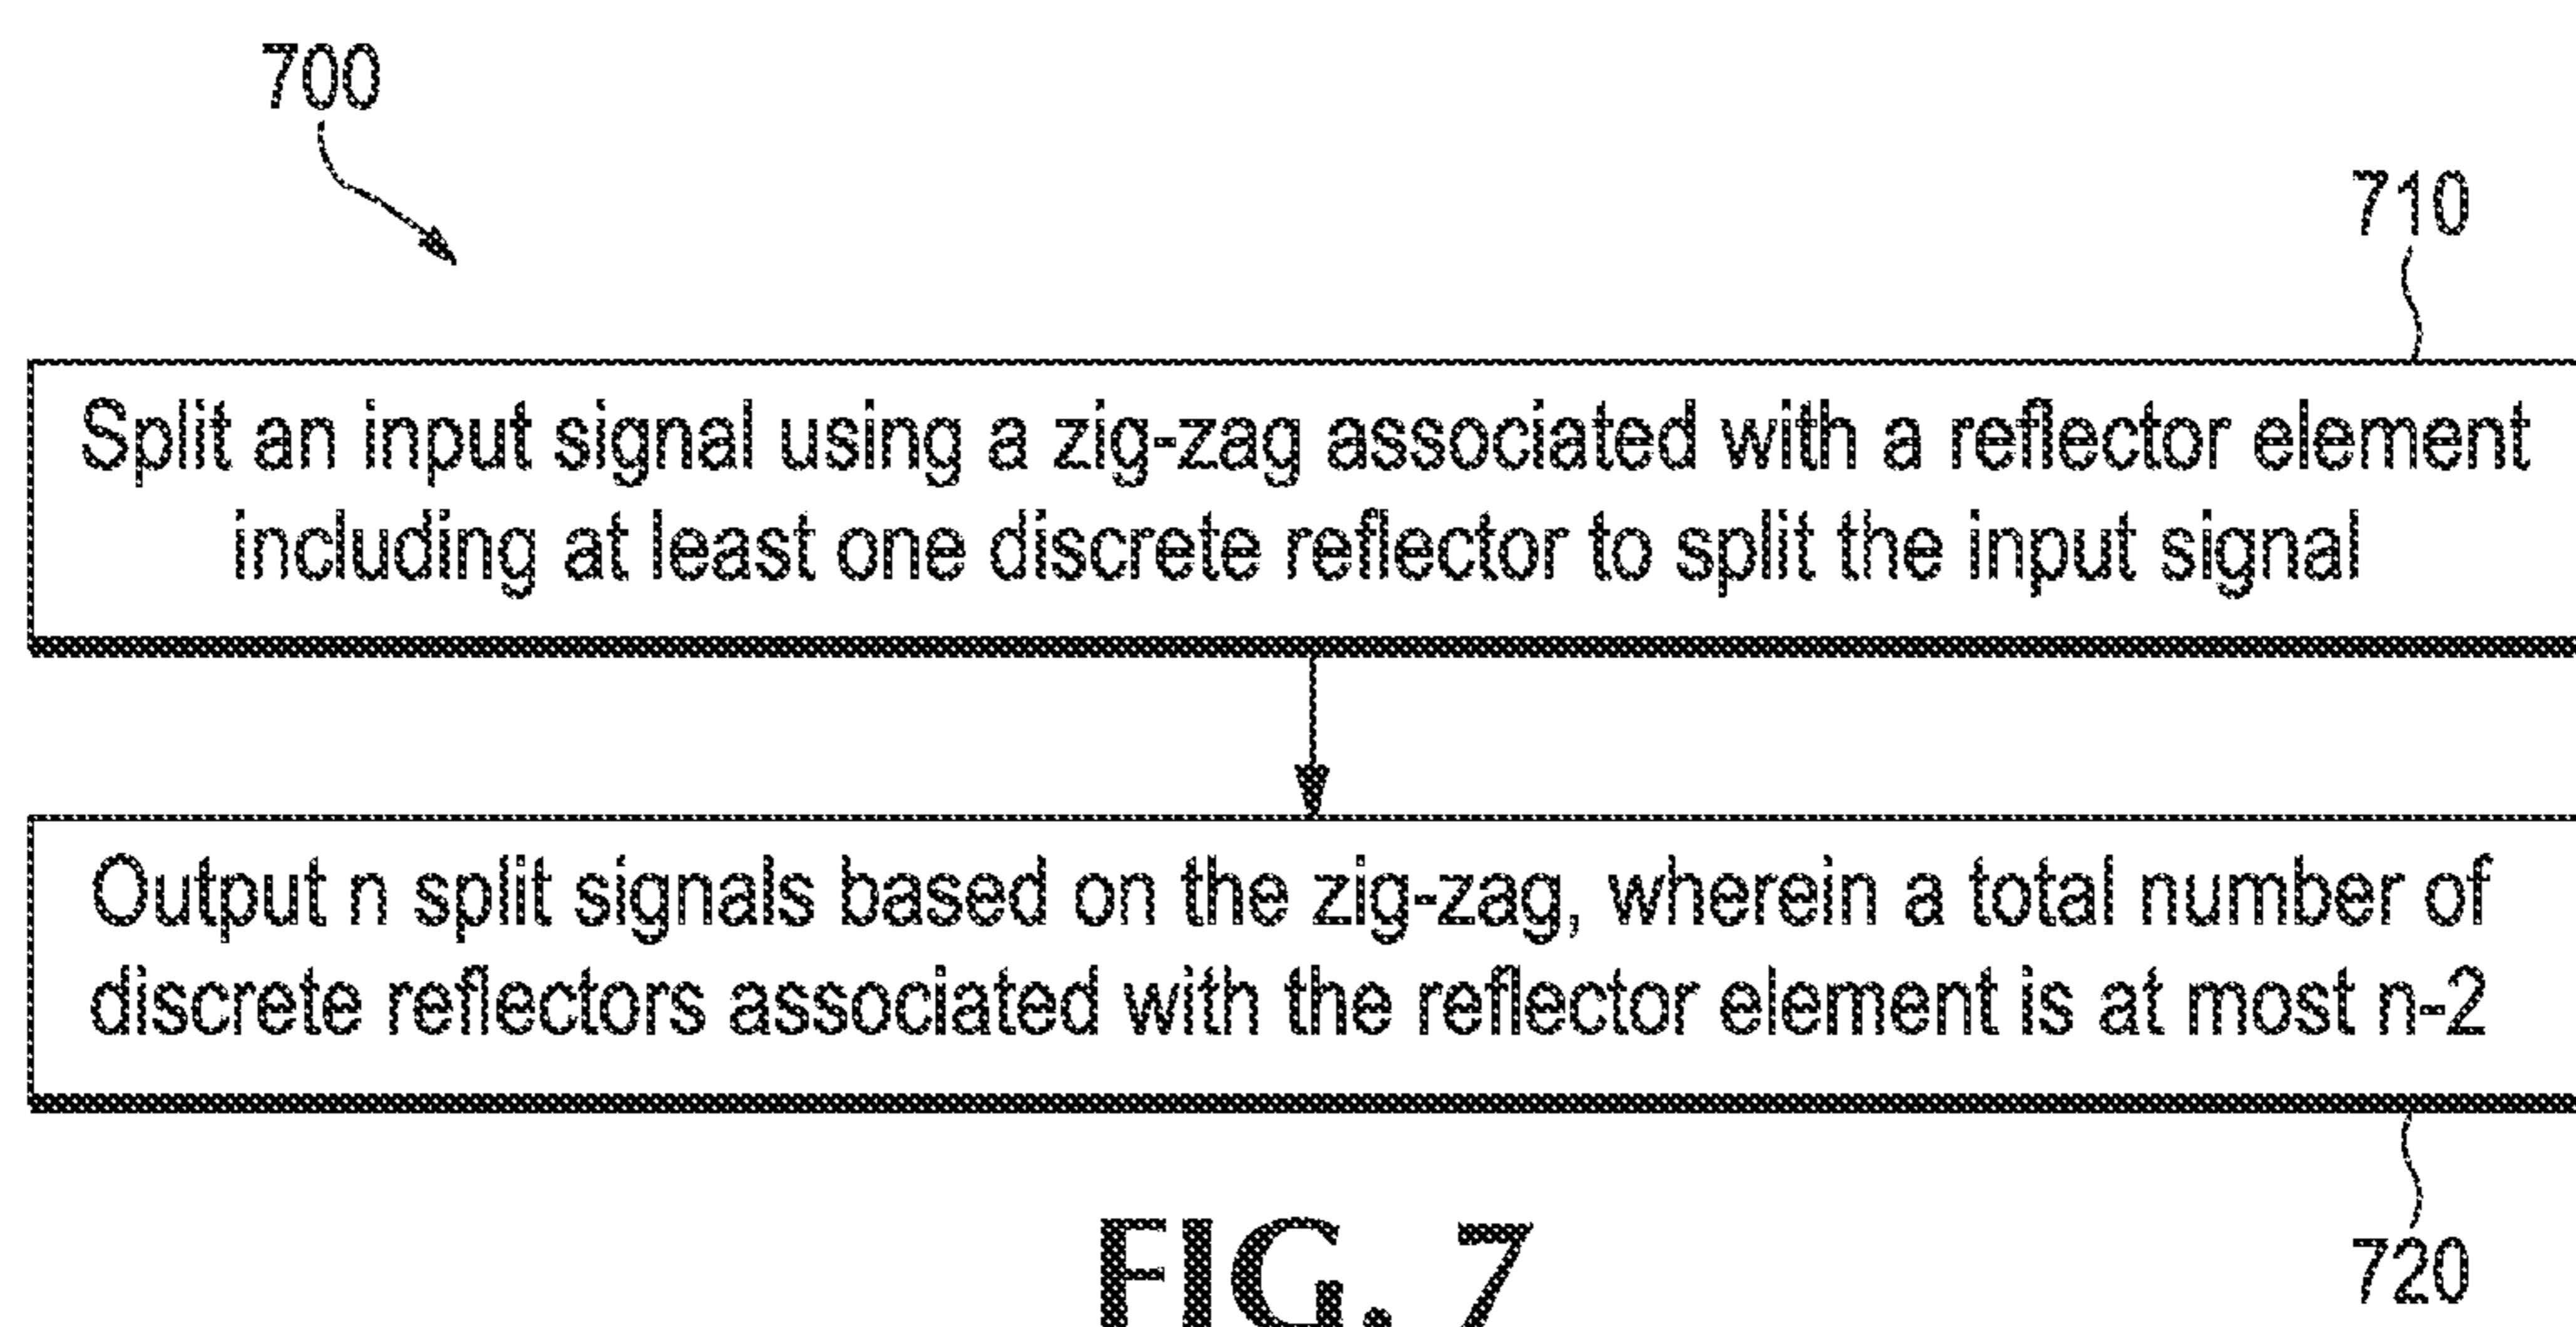 700
710
Split an input signal using a zig-zag associated with a reflector element
including at least one discrete reflector to split the input signal
Output n split signals based on the zig-zag, wherein a total number of
discrete reflectors associated with the reflector element is at most n-2
FIG. 7
720